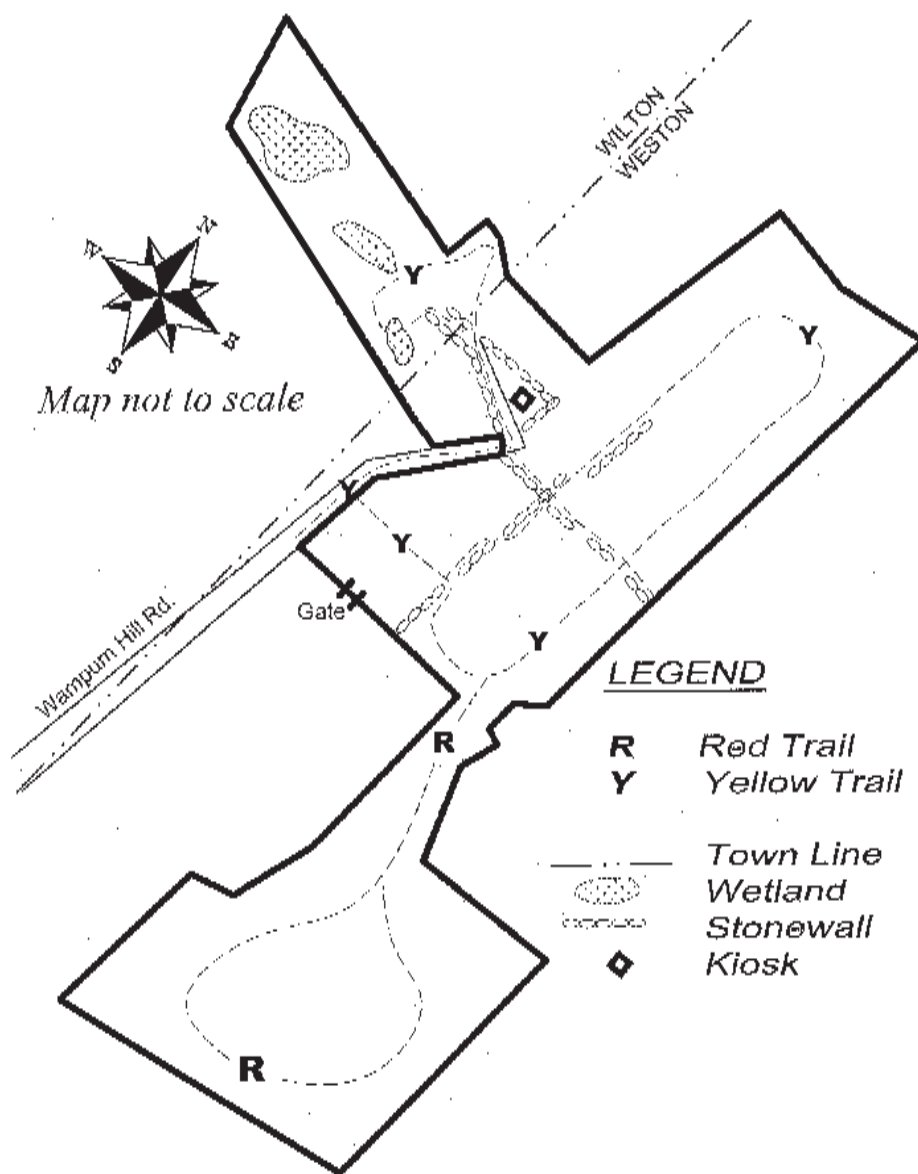 WILTON
WESTON
W
N
S
E
Map not to scale
Y
Y
Y
Y
Gate
Wampum Hill Rd.
Y
R
R
LEGEND
R Red Trail
Y Yellow Trail
Town Line
Wetland
Stonewall
Kiosk